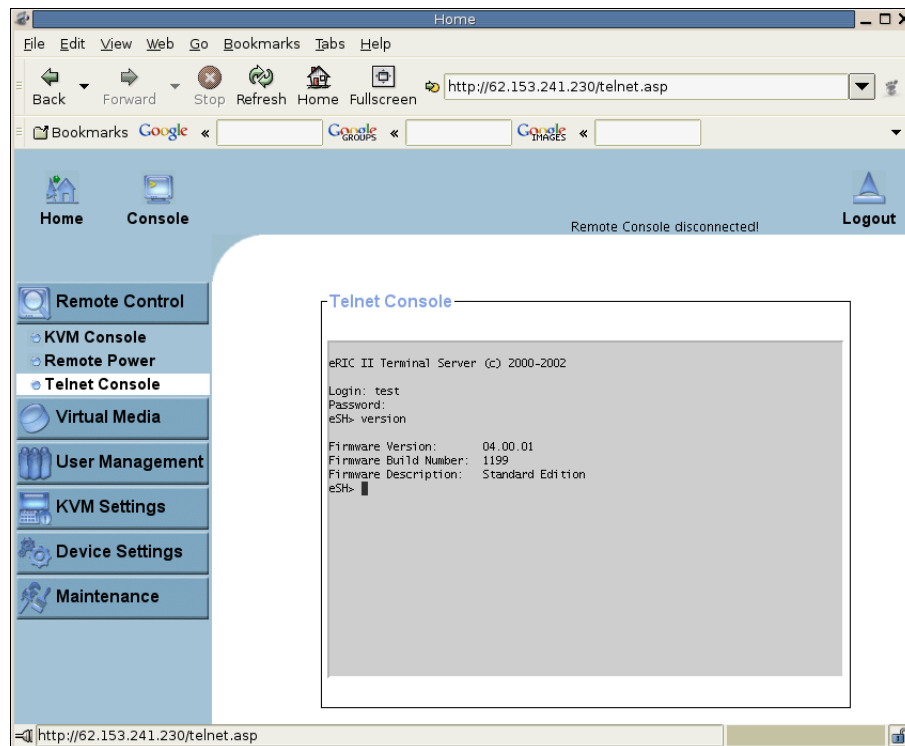 Home
File Edit View Web Go Bookmarks Tabs Help
Back Forward Stop Refresh Home Fullscreen http://62.153.241.230/telnet.asp
Bookmarks Google « Google GROUPS « Google IMAGES «
Home Console Remote Console disconnected! Logout
Remote Control
KVM Console
Remote Power
Telnet Console
Virtual Media
User Management
KVM Settings
Device Settings
Maintenance
Telnet Console
eRIC II Terminal Server (c) 2000-2002
Login: test
Password:
eSH> version
Firmware Version: 04.00.01
Firmware Build Number: 1199
Firmware Description: Standard Edition
eSH>
http://62.153.241.230/telnet.asp